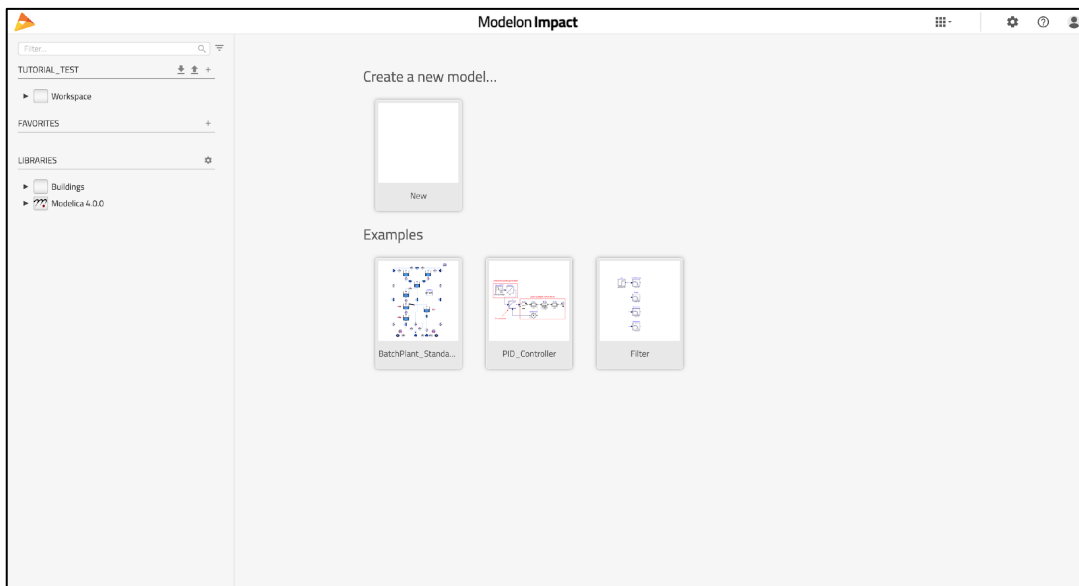 Modelon Impact
Filter...
TUTORIAL_TEST
Workspace
FAVORITES
LIBRARIES
Buildings
Modelica 4.0.0
Create a new model...
New
Examples
BatchPlant_Standa...
PID_Controller
Filter